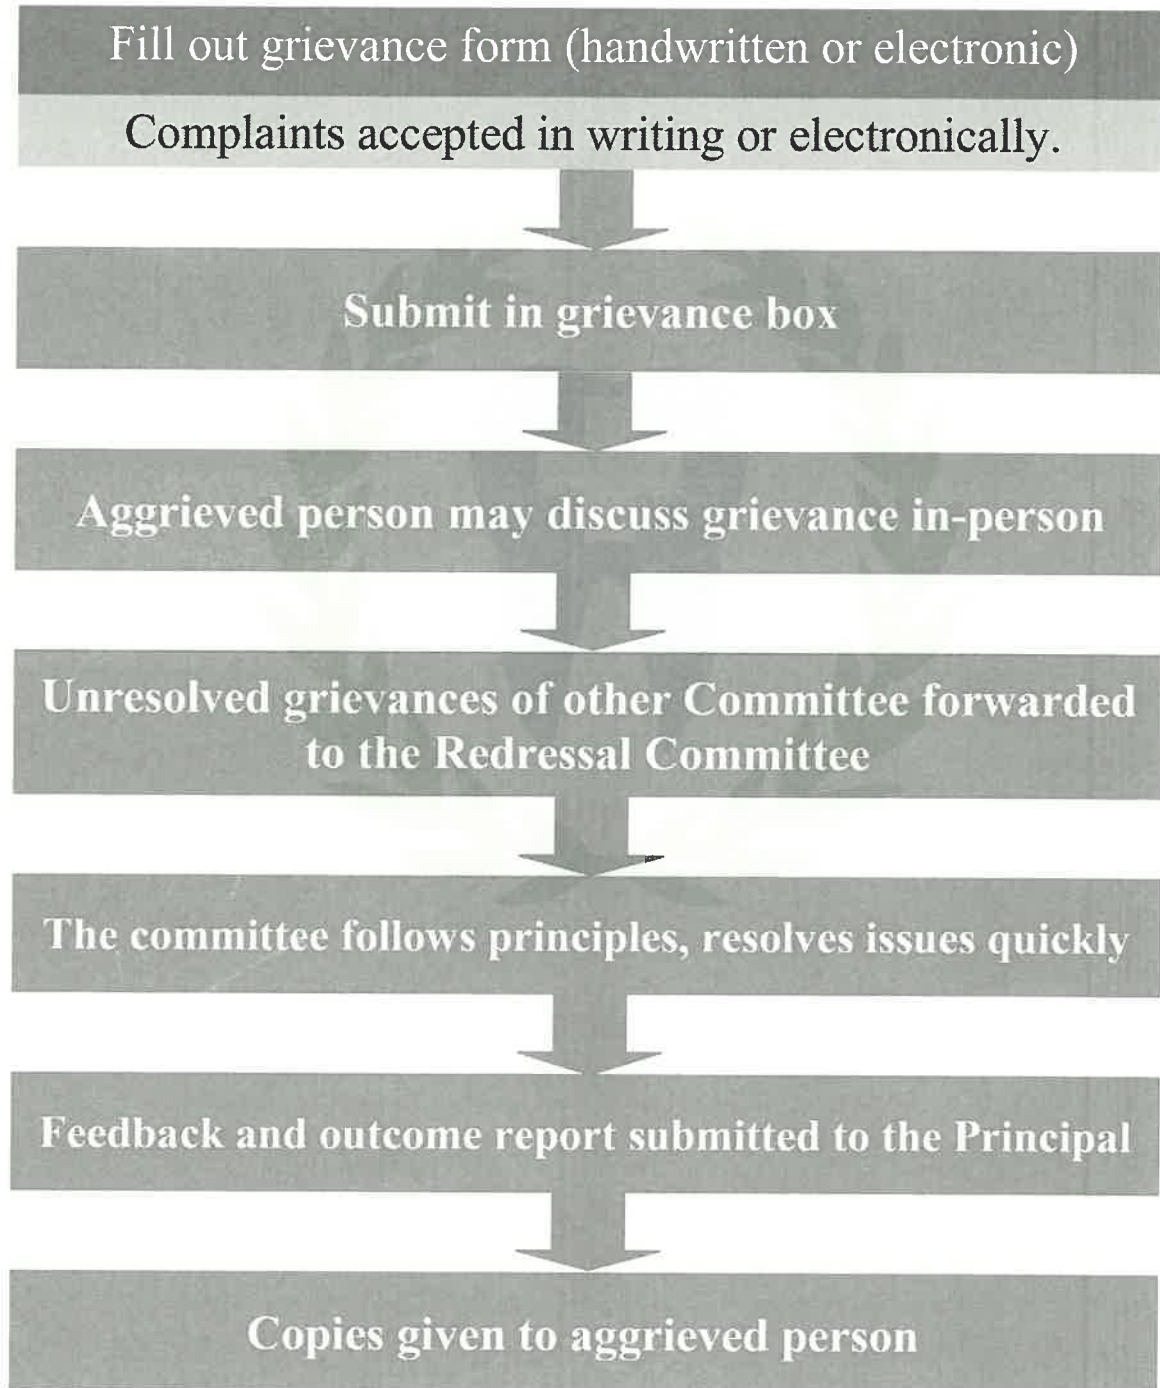 Fill out grievance form (handwritten or electronic)
Complaints accepted in writing or electronically.
Submit in grievance box
Aggrieved person may discuss grievance in-person
Unresolved grievances of other Committee forwarded
to the Redressal Committee
The committee follows principles, resolves issues quickly
Feedback and outcome report submitted to the Principal
Copies given to aggrieved person